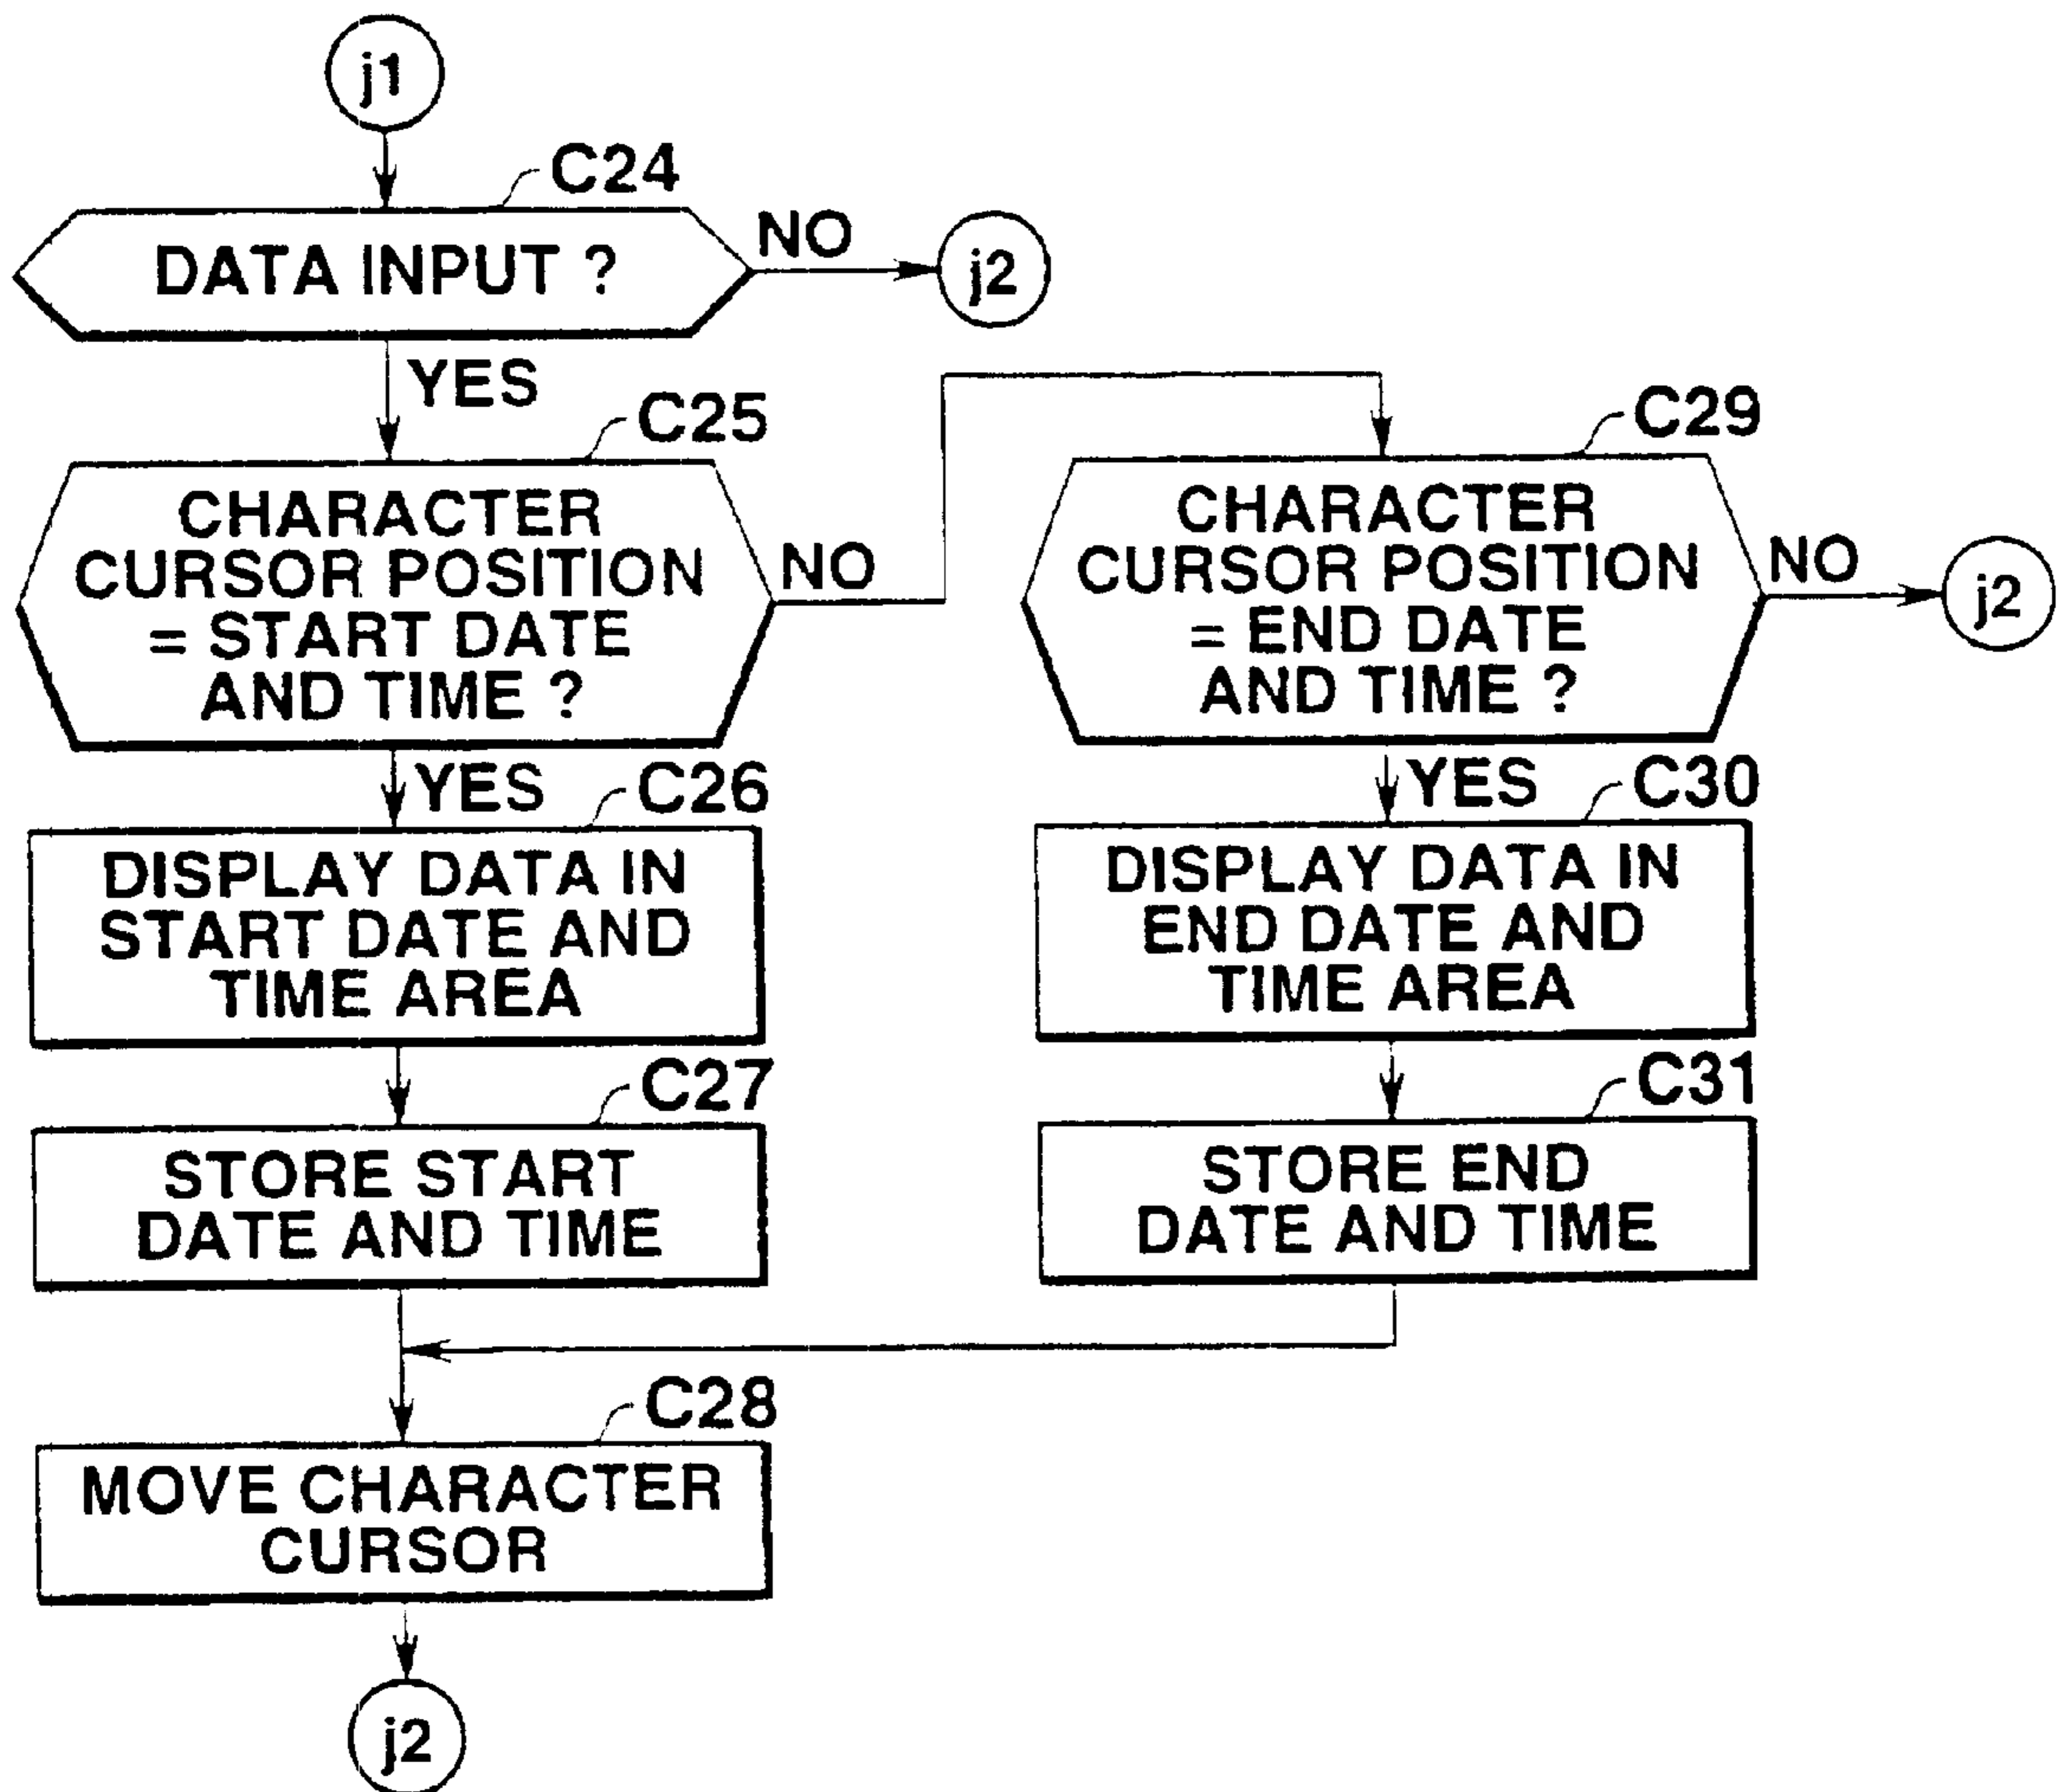 j1
C24
DATA INPUT ?
NO
j2
YES
C25
CHARACTER
CURSOR POSITION
= START DATE
AND TIME ?
NO
C29
CHARACTER
CURSOR POSITION
= END DATE
AND TIME ?
NO
j2
YES
C26
DISPLAY DATA IN
START DATE AND
TIME AREA
YES
C30
DISPLAY DATA IN
END DATE AND
TIME AREA
C27
STORE START
DATE AND TIME
C31
STORE END
DATE AND TIME
C28
MOVE CHARACTER
CURSOR
j2